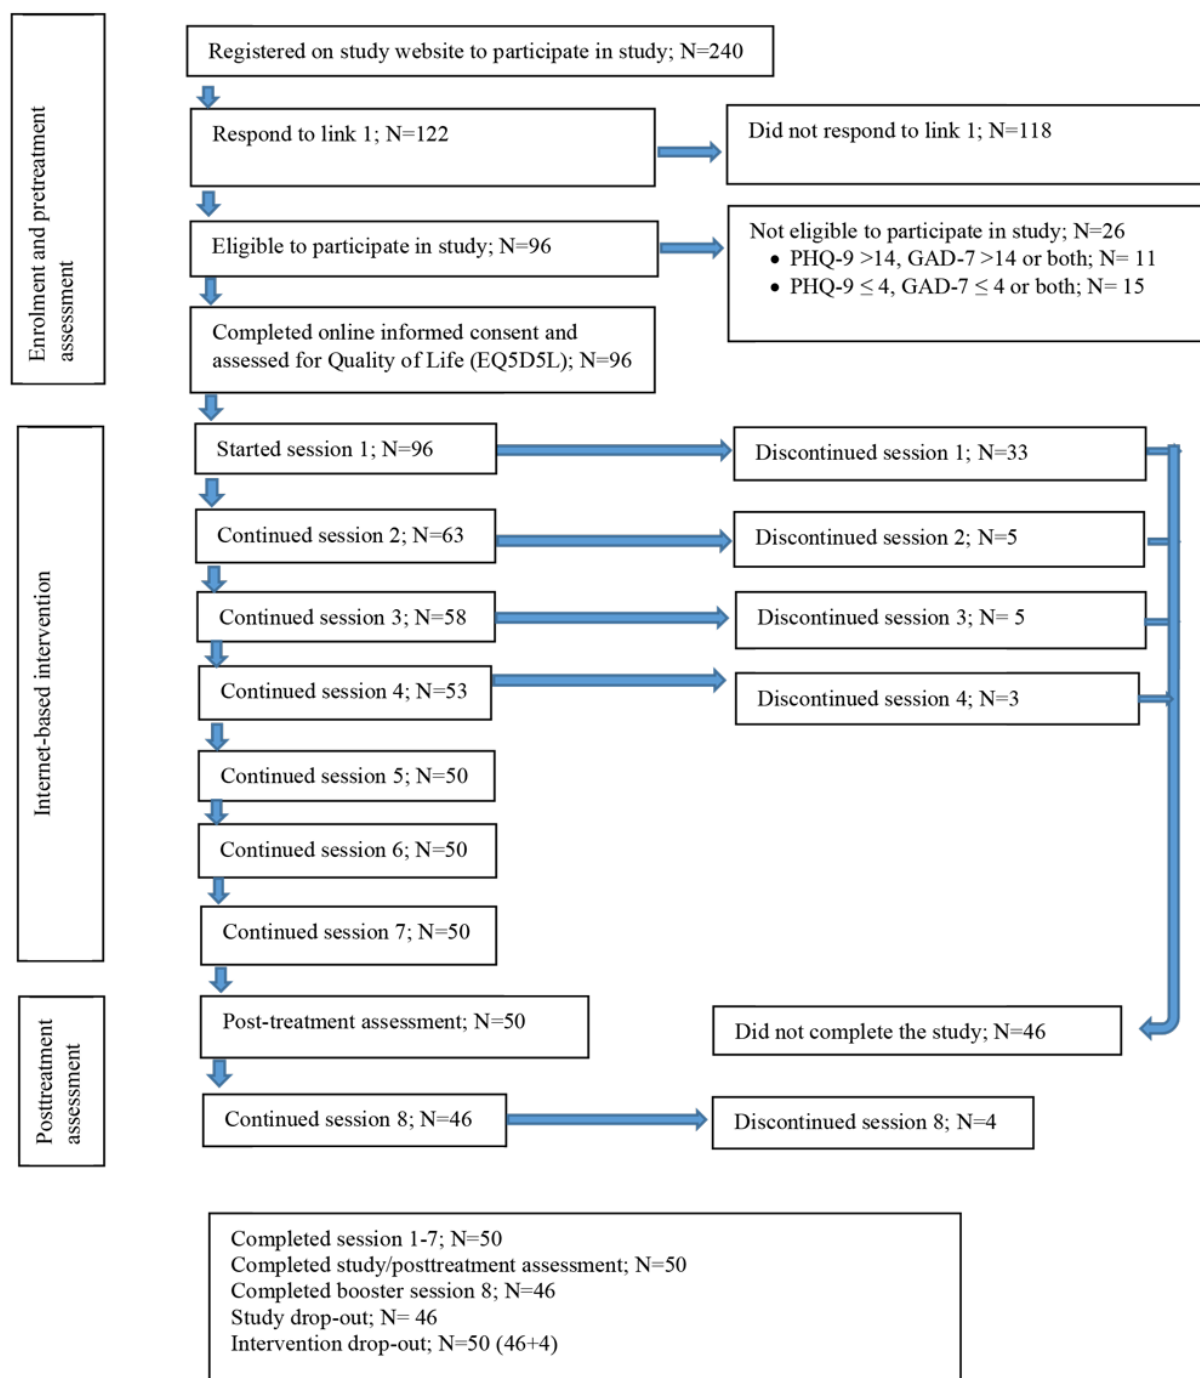 Enrolment and pretreatment
assessment
Registered on study website to participate in study; N=240
Respond to link 1; N=122
Did not respond to link 1; N=118
Eligible to participate in study; N=96
Not eligible to participate in study; N=26
• PHQ-9 >14, GAD-7 >14 or both; N= 11
• PHQ-9 ≤ 4, GAD-7 ≤ 4 or both; N= 15
Completed online informed consent and
assessed for Quality of Life (EQ5D5L); N=96
Internet-based intervention
Started session 1; N=96
Discontinued session 1; N=33
Continued session 2; N=63
Discontinued session 2; N=5
Continued session 3; N=58
Discontinued session 3; N= 5
Continued session 4; N=53
Discontinued session 4; N=3
Continued session 5; N=50
Continued session 6; N=50
Continued session 7; N=50
Posttreatment
assessment
Post-treatment assessment; N=50
Did not complete the study; N=46
Continued session 8; N=46
Discontinued session 8; N=4
Completed session 1-7; N=50
Completed study/posttreatment assessment; N=50
Completed booster session 8; N=46
Study drop-out; N= 46
Intervention drop-out; N=50 (46+4)